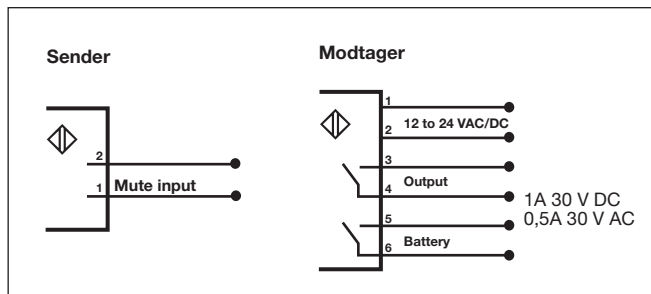 Sender
2
1 Mute input
Modtager
1
12 to 24 VAC/DC
2
3
Output
4
1A 30 V DC
0,5A 30 V AC
5
Battery
6